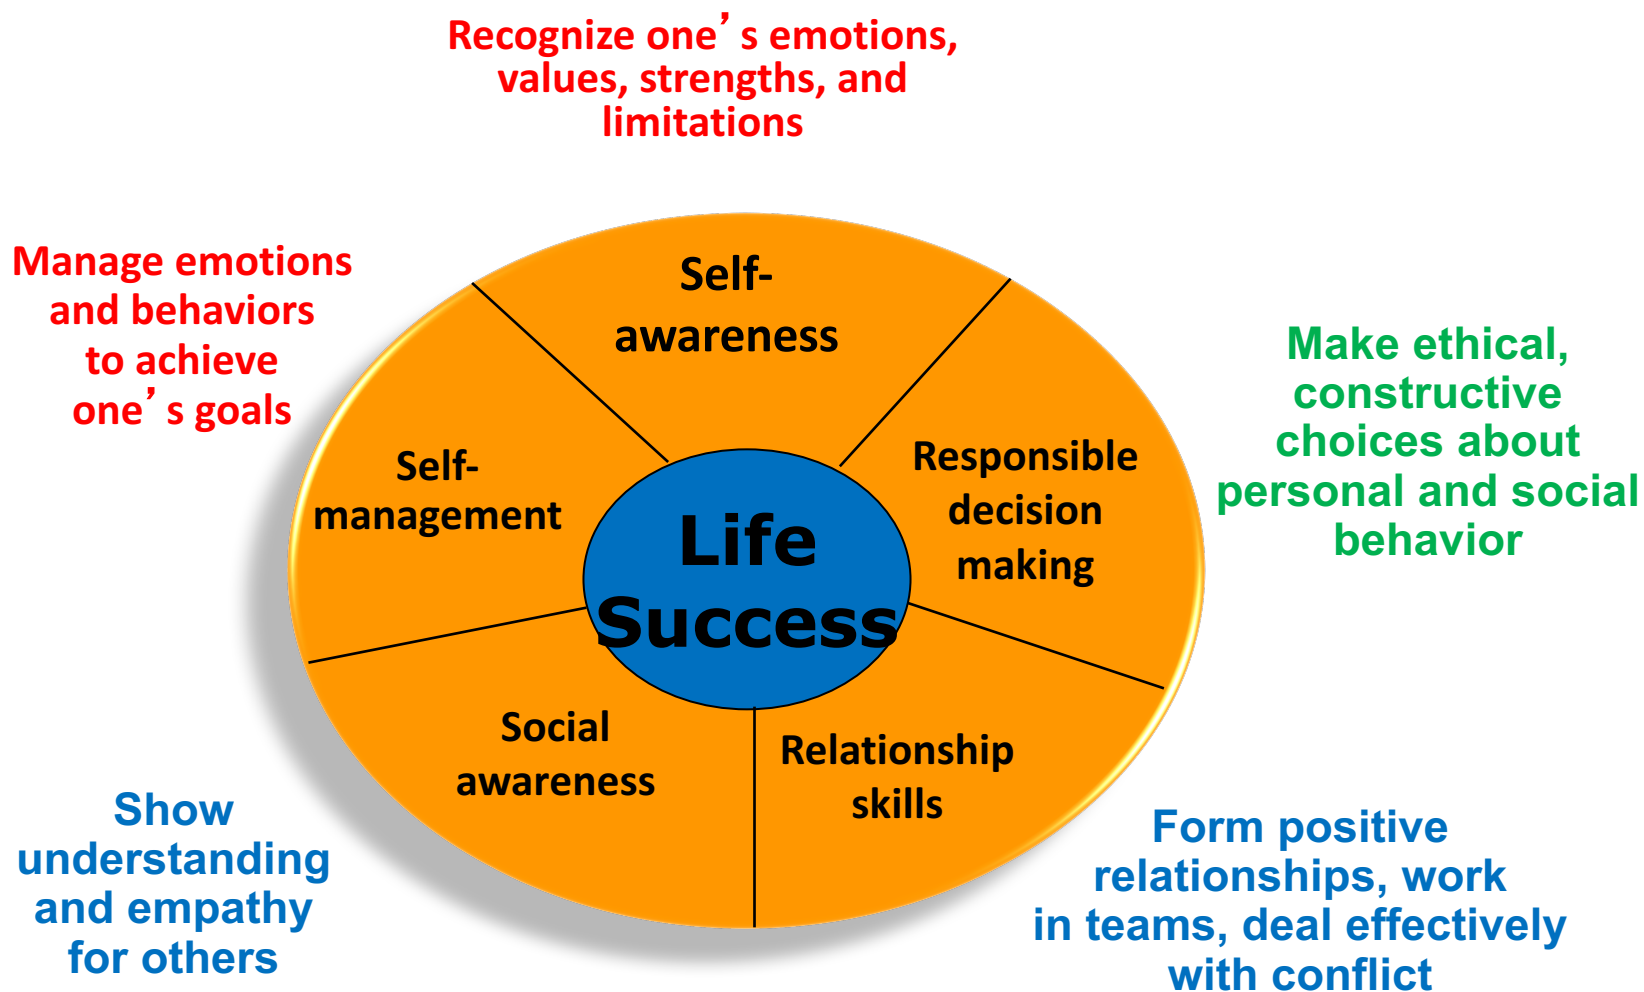 Recognize one’s emotions,
values, strengths, and
limitations
Manage emotions
and behaviors
to achieve
one’s goals
Self-
awareness
Make ethical,
constructive
choices about
personal and social
behavior
Self-
management
Responsible
decision
making
Life
Success
Social
awareness
Relationship
skills
Show
understanding
and empathy
for others
Form positive
relationships, work
in teams, deal effectively
with conflict